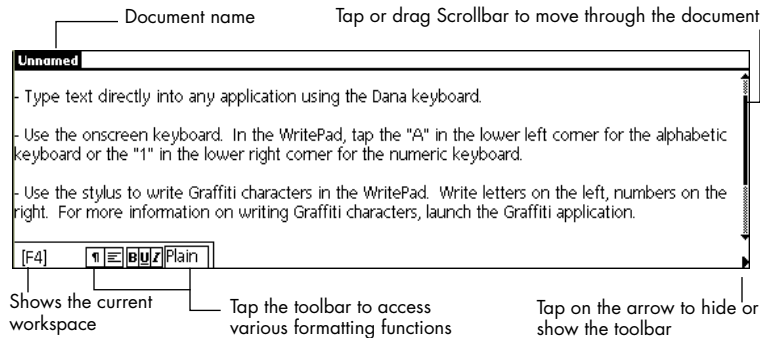 Document name
Tap or drag Scrollbar to move through the document
Unnamed
- Type text directly into any application using the Dana keyboard.
- Use the onscreen keyboard. In the WritePad, tap the "A" in the lower left corner for the alphabetic
keyboard or the "1" in the lower right corner for the numeric keyboard.
- Use the stylus to write Graffiti characters in the WritePad. Write letters on the left, numbers on the
right. For more information on writing Graffiti characters, launch the Graffiti application.
[F4] ¶ B U I Plain
Shows the current
workspace
Tap the toolbar to access
various formatting functions
Tap on the arrow to hide or
show the toolbar